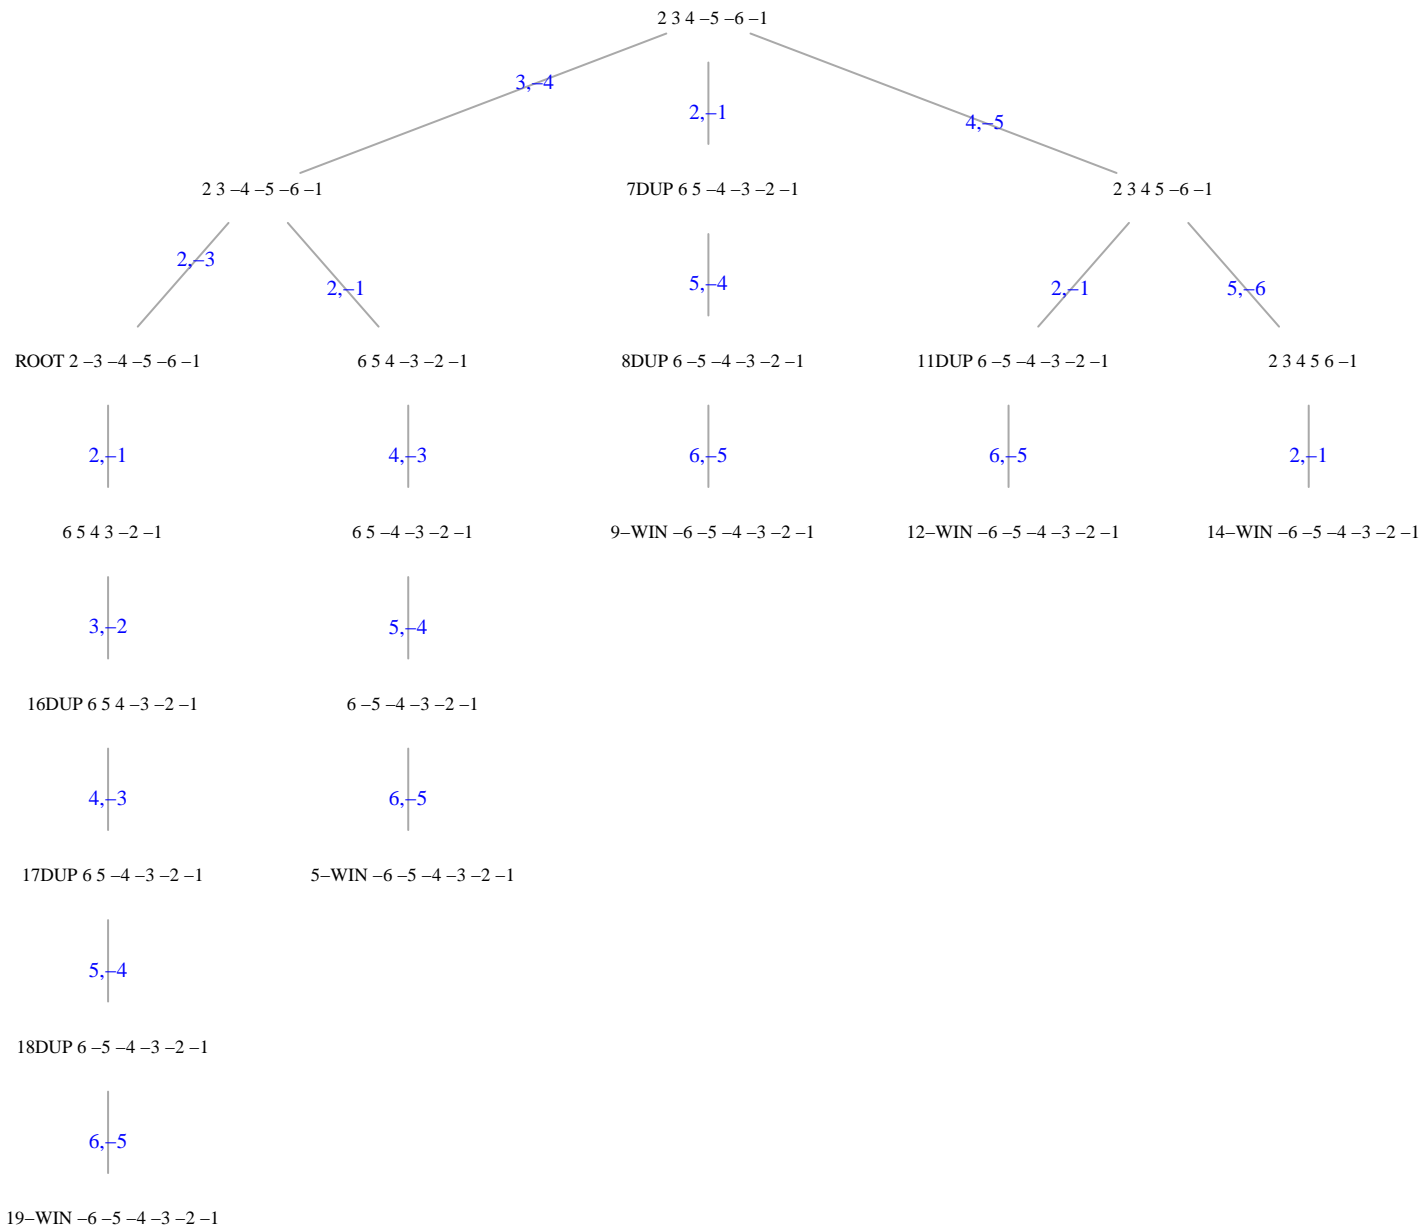 2 3 4 –5 –6 –1
3,–4
2,–1
4,–5
2 3 –4 –5 –6 –1
7DUP 6 5 –4 –3 –2 –1
2 3 4 5 –6 –1
2,–3
2,–1
5,–4
2,–1
5,–6
ROOT 2 –3 –4 –5 –6 –1
6 5 4 –3 –2 –1
8DUP 6 –5 –4 –3 –2 –1
11DUP 6 –5 –4 –3 –2 –1
2 3 4 5 6 –1
2,–1
4,–3
6,–5
6,–5
2,–1
6 5 4 3 –2 –1
6 5 –4 –3 –2 –1
9–WIN –6 –5 –4 –3 –2 –1
12–WIN –6 –5 –4 –3 –2 –1
14–WIN –6 –5 –4 –3 –2 –1
3,–2
5,–4
16DUP 6 5 4 –3 –2 –1
6 –5 –4 –3 –2 –1
4,–3
6,–5
17DUP 6 5 –4 –3 –2 –1
5–WIN –6 –5 –4 –3 –2 –1
5,–4
18DUP 6 –5 –4 –3 –2 –1
6,–5
19–WIN –6 –5 –4 –3 –2 –1